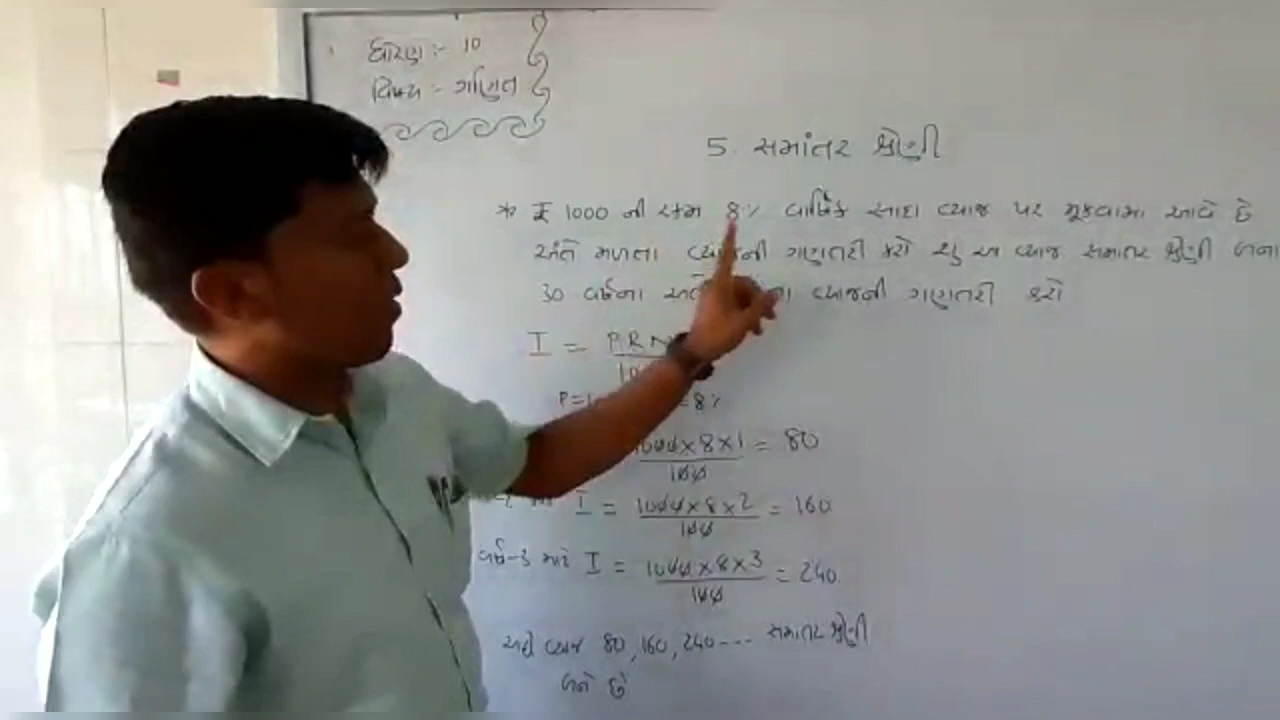 ધોરણ :- 10
વિષય :- ગણિત
5. સમાંતર શ્રેણી
* ₹ 1000 ની રકમ 8% વાર્ષિક સાદા વ્યાજ પર મૂકવામા આવે છે
અંતે મળતા વ્યાજની ગણતરી કરો શુ આ વ્યાજ સમાતર શ્રેણી બના
30 વર્ષના અંતે વ્યાજની ગણતરી કરો
I = PRN
P=1 8%
1000×8×1 / 100 = 80
I = 1000×8×2 / 100 = 160
વર્ષ-3 માટે I = 1000×8×3 / 100 = 240
અહી વ્યાજ 80, 160, 240--- સમાતર શ્રેણી
બને છે